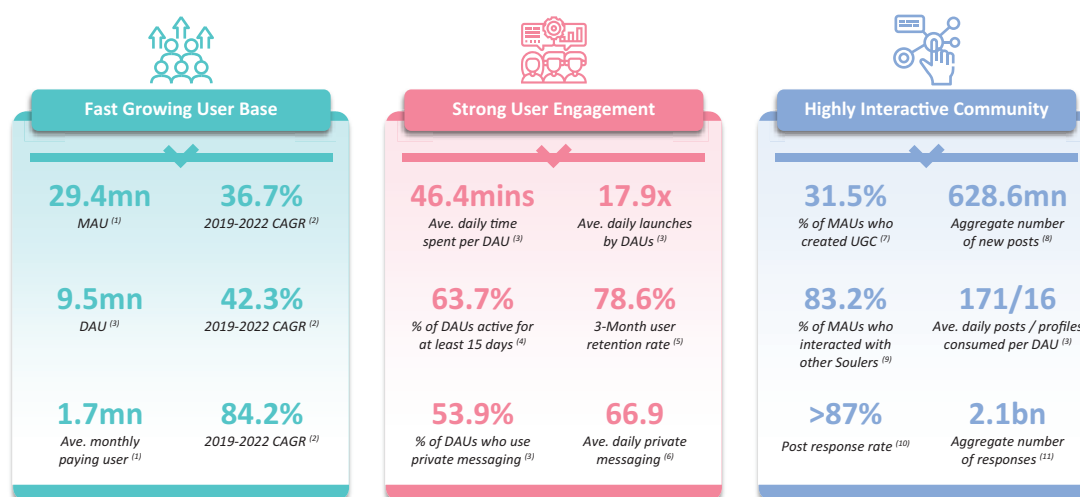 Fast Growing User Base
29.4mn
MAU (1)
36.7%
2019-2022 CAGR (2)
9.5mn
DAU (3)
42.3%
2019-2022 CAGR (2)
1.7mn
Ave. monthly
paying user (1)
84.2%
2019-2022 CAGR (2)
Strong User Engagement
46.4mins
Ave. daily time
spent per DAU (3)
17.9x
Ave. daily launches
by DAUs (3)
63.7%
% of DAUs active for
at least 15 days (4)
78.6%
3-Month user
retention rate (5)
53.9%
% of DAUs who use
private messaging (3)
66.9
Ave. daily private
messaging (6)
Highly Interactive Community
31.5%
% of MAUs who
created UGC (7)
628.6mn
Aggregate number
of new posts (8)
83.2%
% of MAUs who
interacted with
other Soulers (9)
171/16
Ave. daily posts / profiles
consumed per DAU (3)
>87%
Post response rate (10)
2.1bn
Aggregate number
of responses (11)